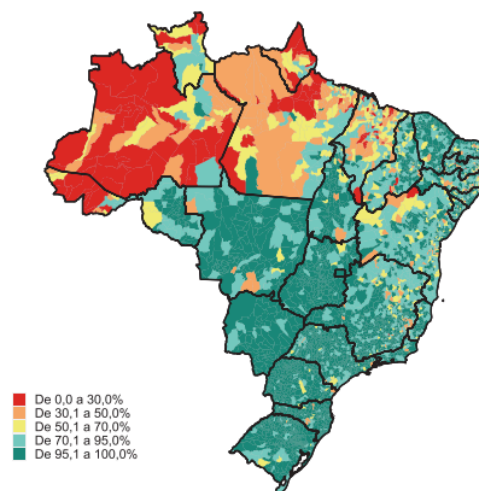 De 0,0 a 30,0%
De 30,1 a 50,0%
De 50,1 a 70,0%
De 70,1 a 95,0%
De 95,1 a 100,0%